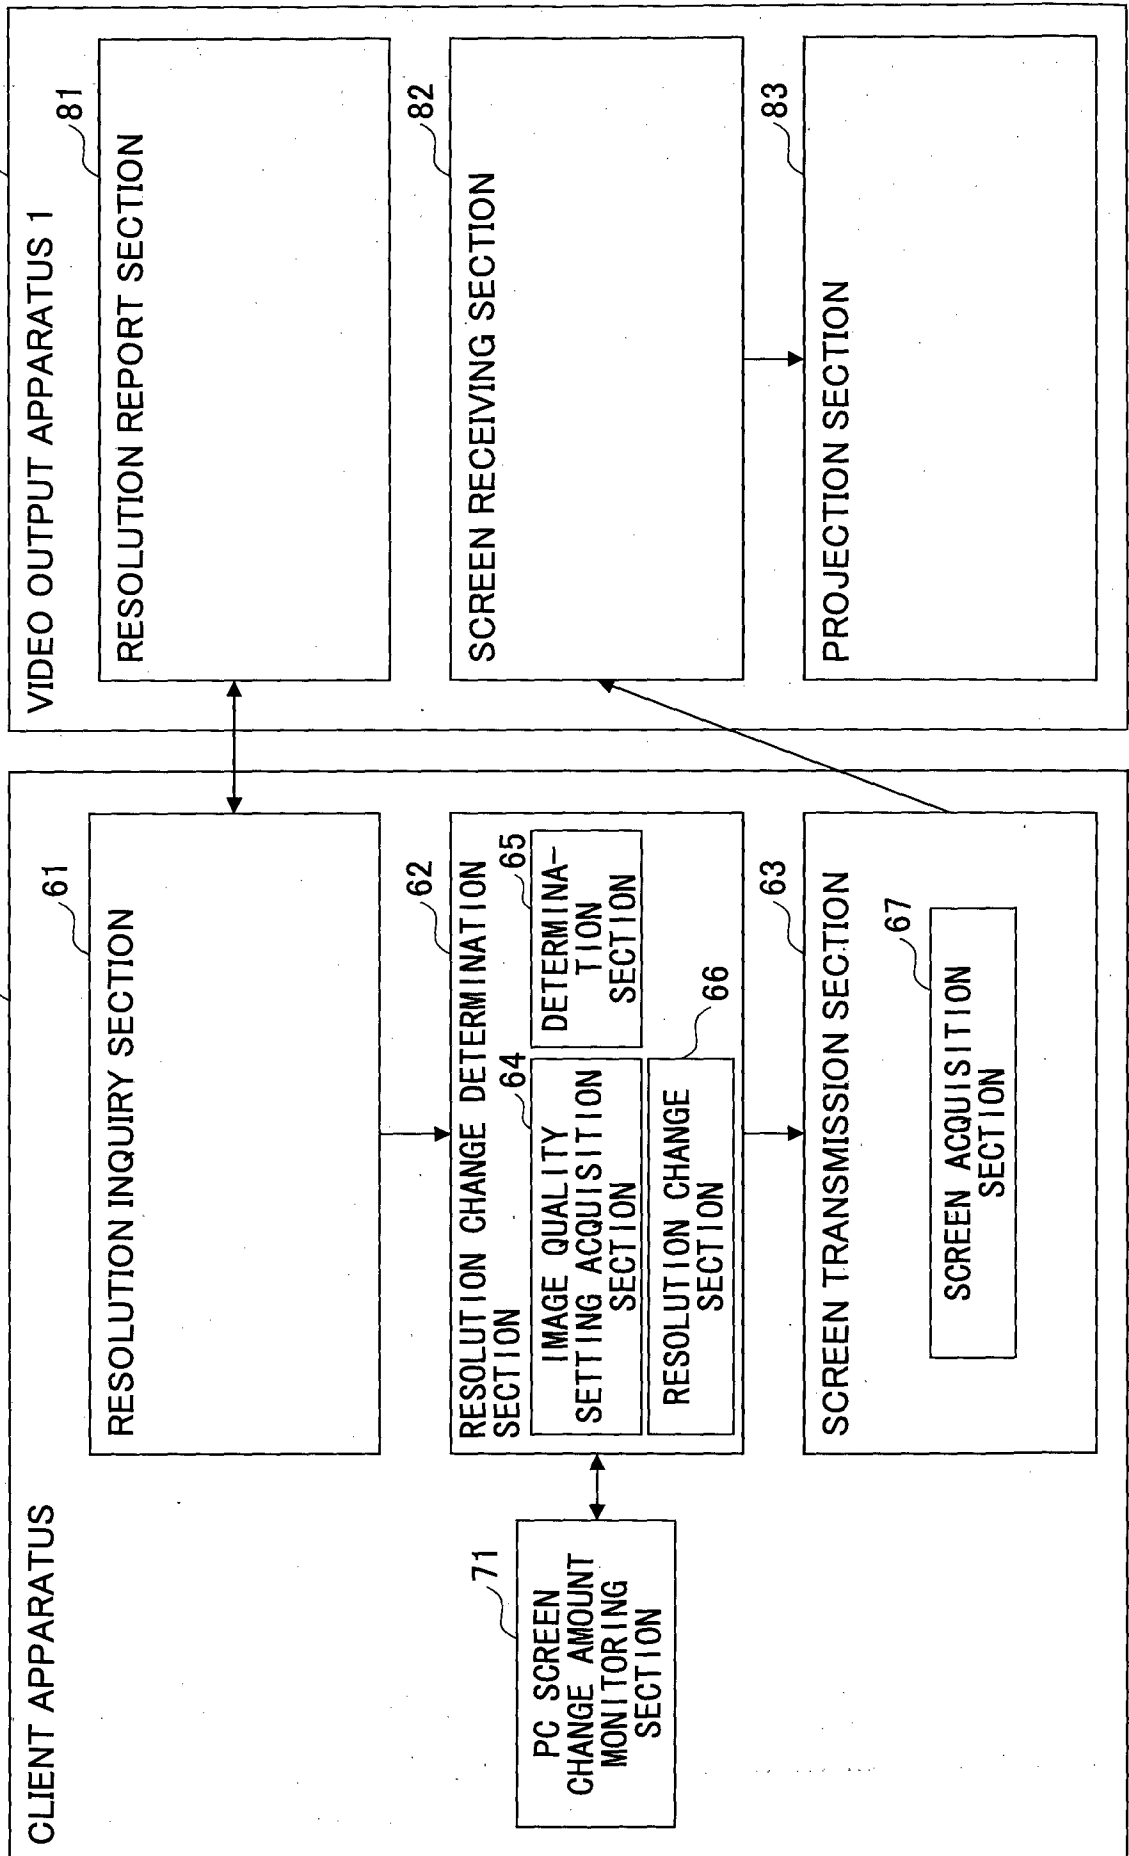 CLIENT APPARATUS
71
PC SCREEN
CHANGE AMOUNT
MONITORING
SECTION
61
RESOLUTION INQUIRY SECTION
62
RESOLUTION CHANGE DETERMINATION
SECTION
64
IMAGE QUALITY
SETTING ACQUISITION
SECTION
65
DETERMINA-
TION
SECTION
66
RESOLUTION CHANGE
SECTION
63
SCREEN TRANSMISSION SECTION
67
SCREEN ACQUISITION
SECTION
VIDEO OUTPUT APPARATUS 1
81
RESOLUTION REPORT SECTION
82
SCREEN RECEIVING SECTION
83
PROJECTION SECTION